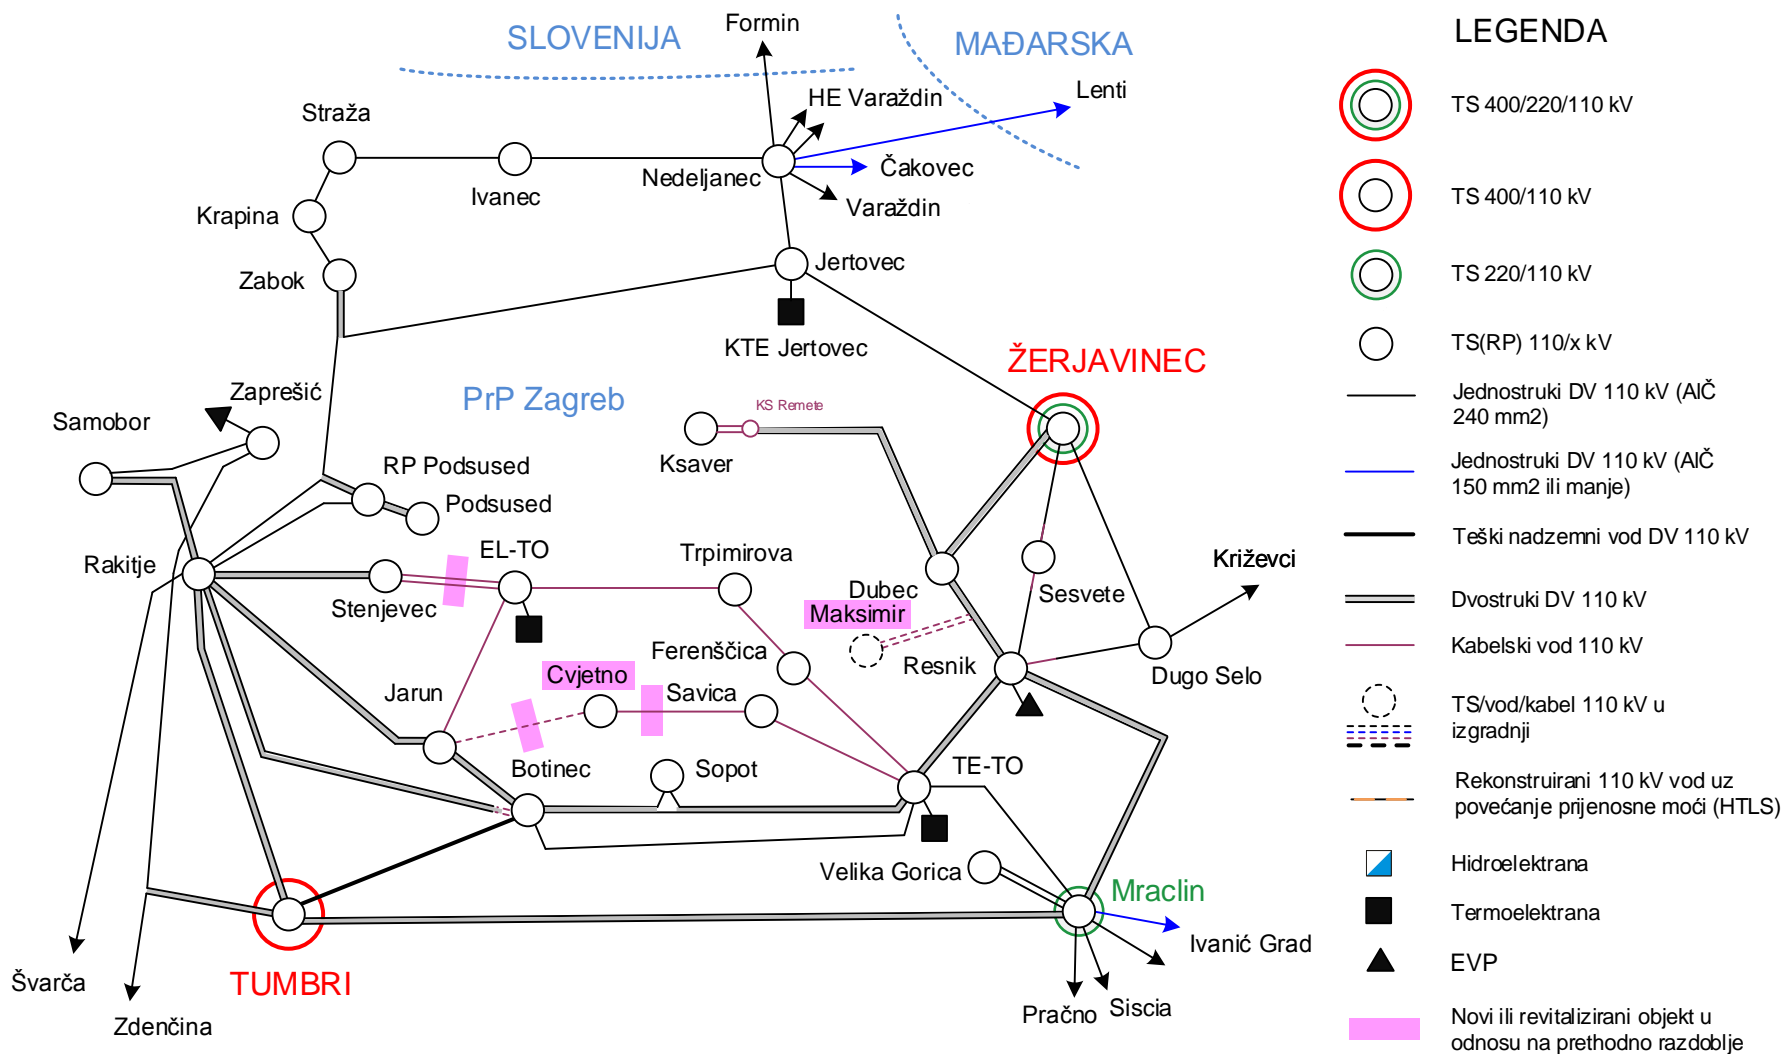 Formin
SLOVENIJA
MAĐARSKA
LEGENDA
HE Varaždin
Lenti
TS 400/220/110 kV
Straža
Nedeljanec
Čakovec
Ivanec
Varaždin
TS 400/110 kV
Krapina
Zabok
Jertovec
TS 220/110 kV
KTE Jertovec
ŽERJAVINEC
TS(RP) 110/x kV
Zaprešić
PrP Zagreb
KS Remete
Jednostruki DV 110 kV (AIČ
240 mm2)
Samobor
Ksaver
RP Podsused
Podsused
Jednostruki DV 110 kV (AIČ
150 mm2 ili manje)
Teški nadzemni vod DV 110 kV
EL-TO
Trpimirova
Križevci
Rakitje
Stenjevec
Dubec
Sesvete
Dvostruki DV 110 kV
Maksimir
Ferenščica
Resnik
Dugo Selo
Kabelski vod 110 kV
Cvjetno
Jarun
Savica
TS/vod/kabel 110 kV u
izgradnji
Botinec
Sopot
TE-TO
Rekonstruirani 110 kV vod uz
povećanje prijenosne moći (HTLS)
Velika Gorica
Mraclin
Hidroelektrana
Termoelektrana
Ivanić Grad
EVP
Švarča
TUMBRI
Zdenčina
Pračno
Siscia
Novi ili revitalizirani objekt u
odnosu na prethodno razdoblje